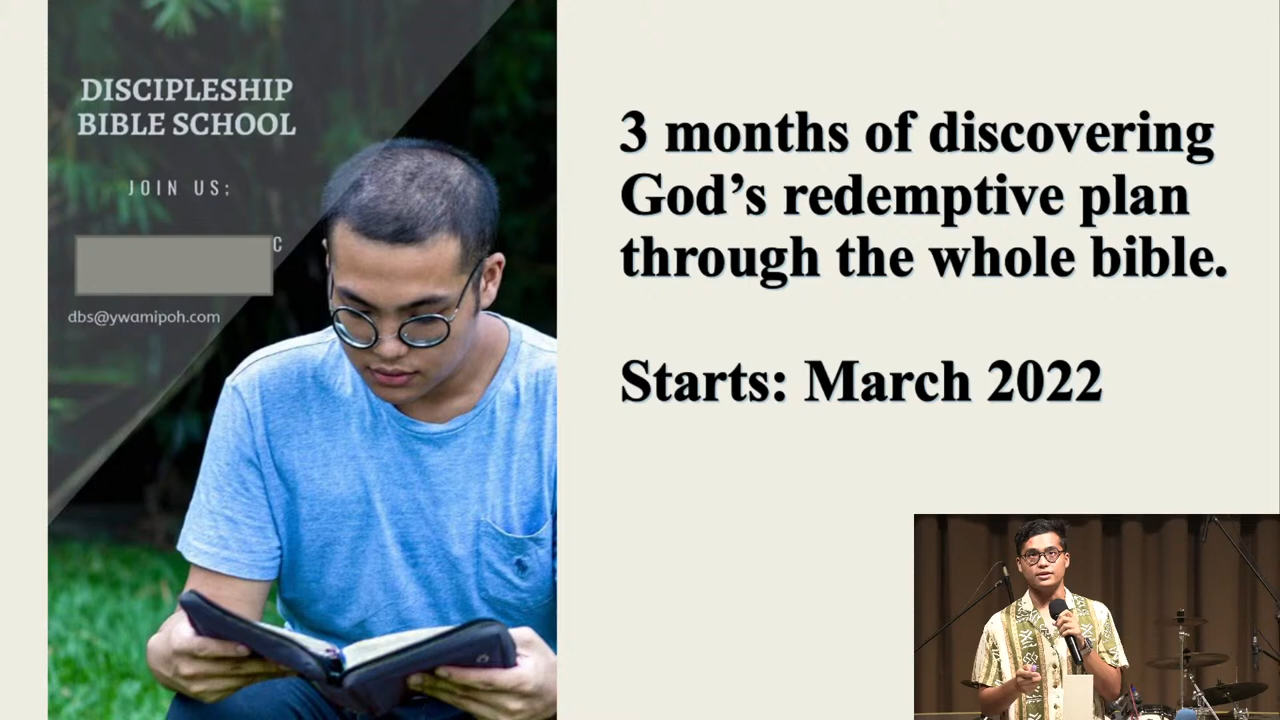 DISCIPLESHIP
BIBLE SCHOOL
JOIN US;
C
dbs@ywamipoh.com
3 months of discovering
God’s redemptive plan
through the whole bible.
Starts: March 2022